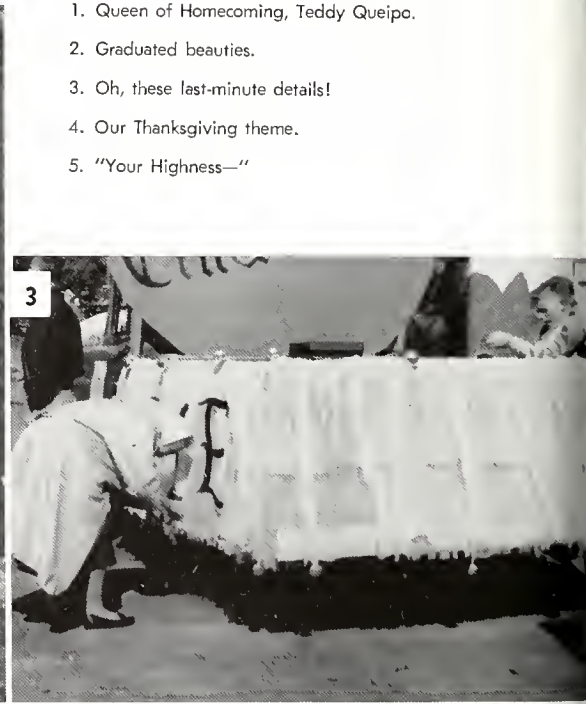 1. Queen of Homecoming, Teddy Queipo.
2. Graduated beauties.
3. Oh, these last-minute details!
4. Our Thanksgiving theme.
5. "Your Highness—"
3
F